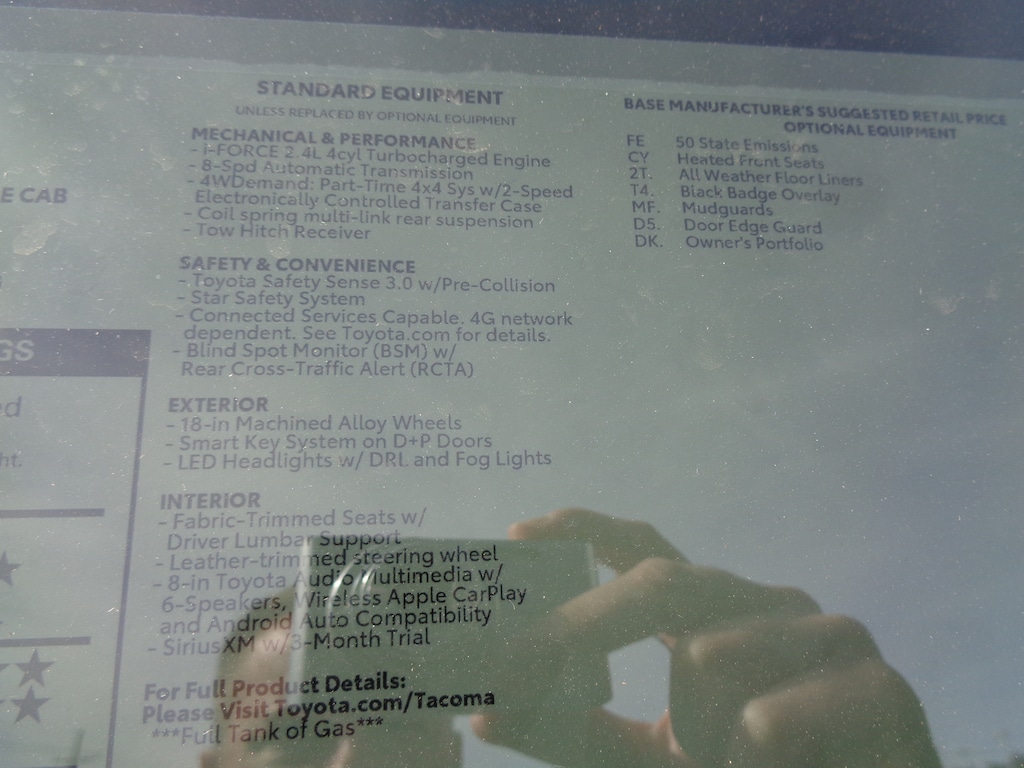 STANDARD EQUIPMENT
UNLESS REPLACED BY OPTIONAL EQUIPMENT
MECHANICAL & PERFORMANCE
- i-FORCE 2.4L 4cyl Turbocharged Engine
- 8-Spd Automatic Transmission
- 4WDemand: Part-Time 4x4 Sys w/2-Speed
Electronically Controlled Transfer Case
- Coil spring multi-link rear suspension
- Tow Hitch Receiver
SAFETY & CONVENIENCE
- Toyota Safety Sense 3.0 w/Pre-Collision
- Star Safety System
- Connected Services Capable. 4G network
dependent. See Toyota.com for details.
- Blind Spot Monitor (BSM) w/
Rear Cross-Traffic Alert (RCTA)
EXTERIOR
- 18-in Machined Alloy Wheels
- Smart Key System on D+P Doors
- LED Headlights w/ DRL and Fog Lights
INTERIOR
- Fabric-Trimmed Seats w/
Driver Lumbar Support
- Leather-trimmed steering wheel
- 8-in Toyota Audio Multimedia w/
6-Speakers, Wireless Apple CarPlay
and Android Auto Compatibility
- SiriusXM w/3-Month Trial
For Full Product Details:
Please Visit Toyota.com/Tacoma
***Full Tank of Gas***
BASE MANUFACTURER'S SUGGESTED RETAIL PRICE
OPTIONAL EQUIPMENT
FE 50 State Emissions
CY Heated Front Seats
2T. All Weather Floor Liners
T4. Black Badge Overlay
MF. Mudguards
D5. Door Edge Guard
DK. Owner's Portfolio
E CAB
GS
ed
ht.